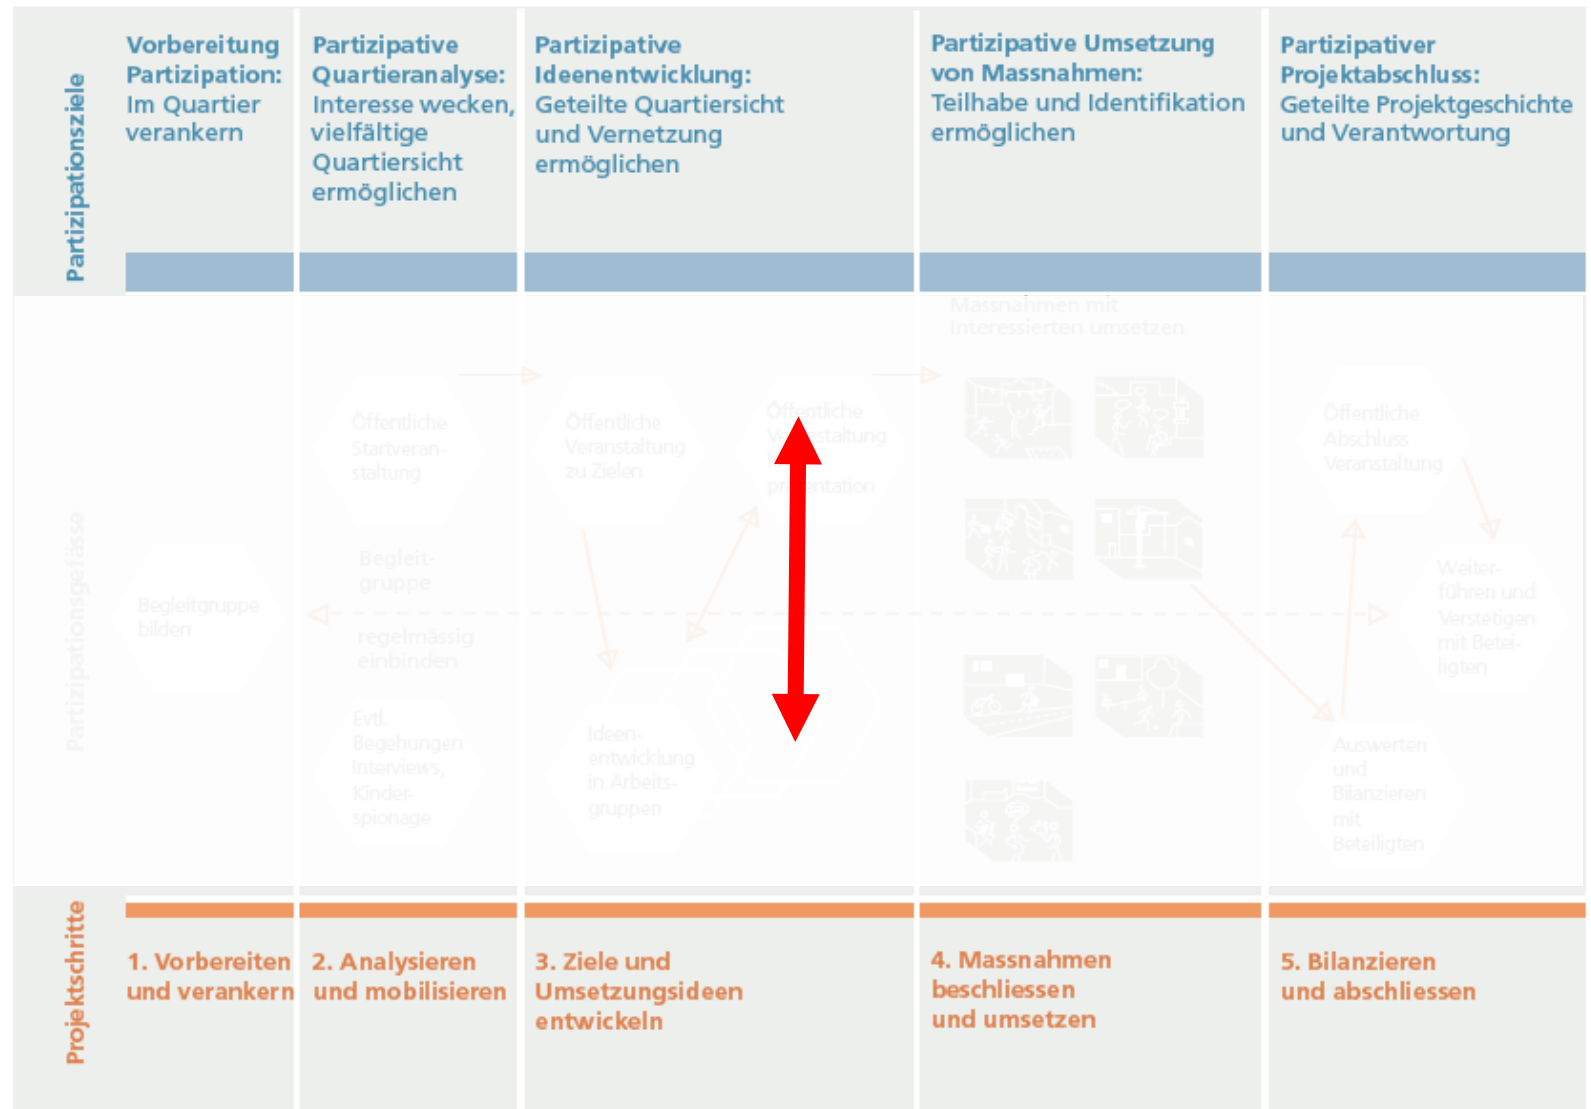 Partizipationsziele
Vorbereitung
Partizipation:
Im Quartier
verankern
Partizipative
Quartieranalyse:
Interesse wecken,
vielfältige
Quartiersicht
ermöglichen
Partizipative
Ideenentwicklung:
Geteilte Quartiersicht
und Vernetzung
ermöglichen
Partizipative Umsetzung
von Massnahmen:
Teilhabe und Identifikation
ermöglichen
Partizipativer
Projektabschluss:
Geteilte Projektgeschichte
und Verantwortung
Partizipationsgefässe
Begleitgruppe
bilden
Öffentliche
Startveran-
staltung
Begleit-
gruppe
regelmässig
einbinden
Evtl.
Begehungen
Interviews,
Kinder-
spionage
Öffentliche
Veranstaltung
zu Zielen
Ideen-
entwicklung
in Arbeits-
gruppen
Öffentliche
Veranstaltung
präsentation
Massnahmen mit
Interessierten umsetzen
Öffentliche
Abschluss
Veranstaltung
Weiter-
führen und
Verstetigen
mit Betei-
ligten
Auswerten
und
Bilanzieren
mit
Beteiligten
Projektschritte
1. Vorbereiten
und verankern
2. Analysieren
und mobilisieren
3. Ziele und
Umsetzungsideen
entwickeln
4. Massnahmen
beschliessen
und umsetzen
5. Bilanzieren
und abschliessen